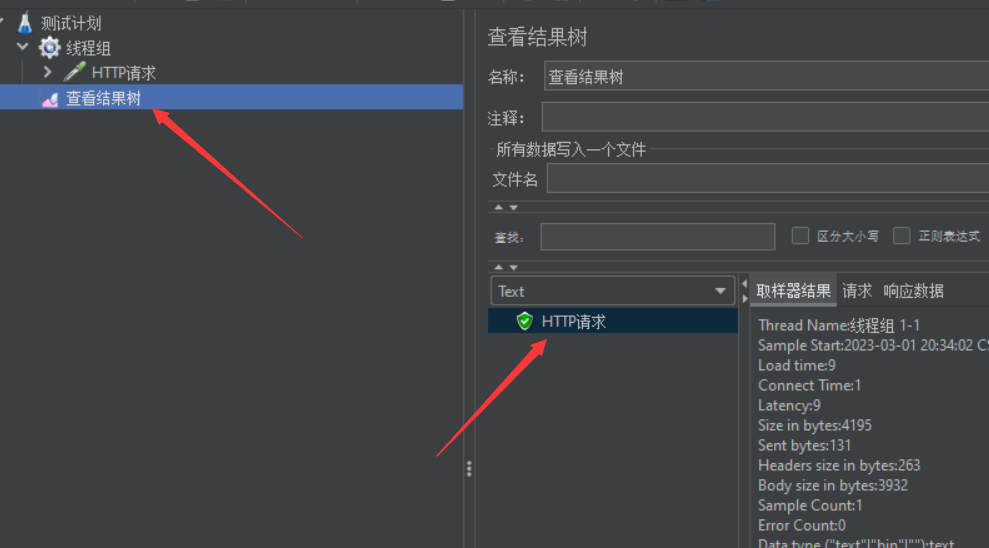 测试计划
线程组
HTTP请求
查看结果树
查看结果树
名称： 查看结果树
注释：
所有数据写入一个文件
文件名
查找： 区分大小写 正则表达式
Text
取样器结果 请求 响应数据
HTTP请求
Thread Name:线程组 1-1
Sample Start:2023-03-01 20:34:02 CS
Load time:9
Connect Time:1
Latency:9
Size in bytes:4195
Sent bytes:131
Headers size in bytes:263
Body size in bytes:3932
Sample Count:1
Error Count:0
Data type ("text"|"bin"|""):text